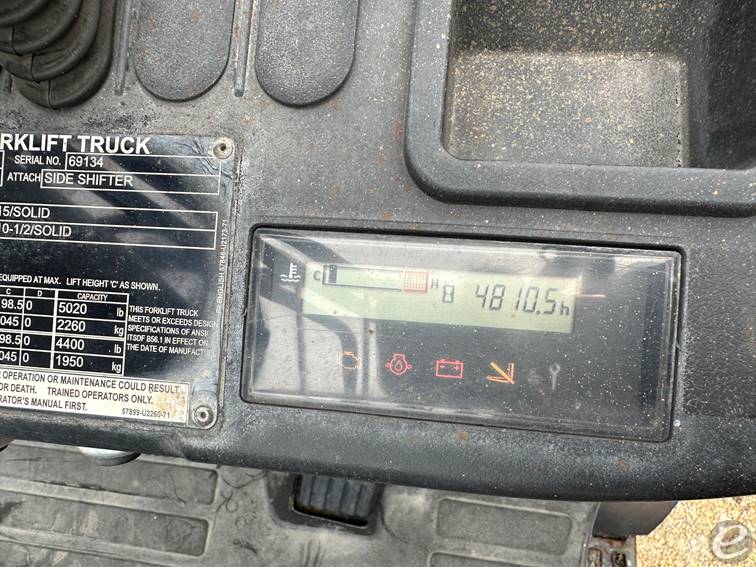 RKLIFT TRUCK
SERIAL NO. 69134
ATTACH SIDE SHIFTER
15/SOLID
10-1/2/SOLID
EQUIPPED AT MAX. LIFT HEIGHT 'C' AS SHOWN.
C D CAPACITY
98.5 0 5020 lb
045 0 2260 kg
98.5 0 4400 lb
045 0 1950 kg
THIS FORKLIFT TRUCK
MEETS OR EXCEEDS DESIGN
SPECIFICATIONS OF ANSI/
ITSDF B56.1 IN EFFECT ON
THE DATE OF MANUFACT
OPERATION OR MAINTENANCE COULD RESULT
OR DEATH. TRAINED OPERATORS ONLY.
RATOR'S MANUAL FIRST.
57899-U2260-71
ENGLISH
C H 4810.5h
e